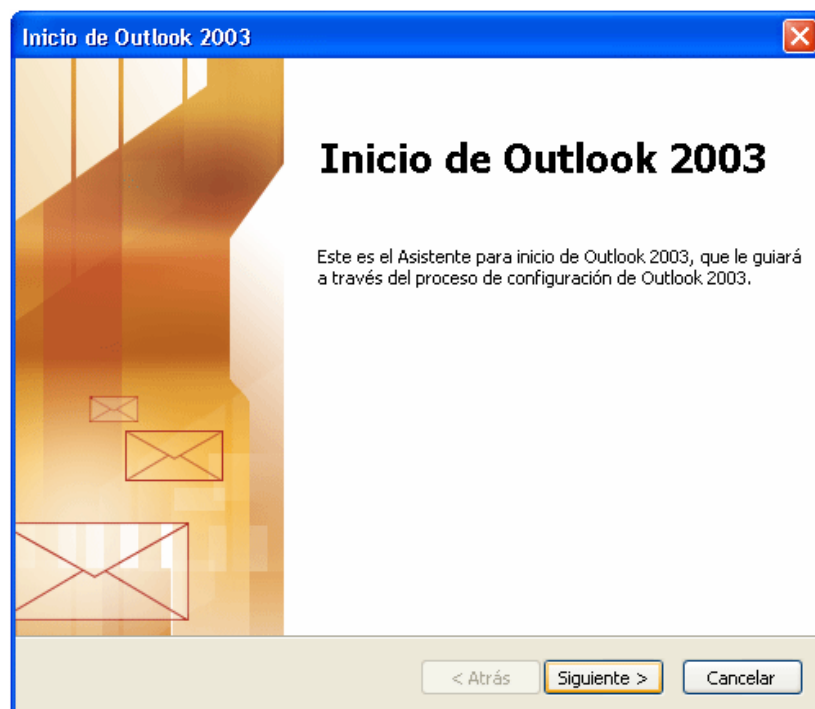 Inicio de Outlook 2003
Inicio de Outlook 2003
Este es el Asistente para inicio de Outlook 2003, que le guiará
a través del proceso de configuración de Outlook 2003.
< Atrás Siguiente > Cancelar